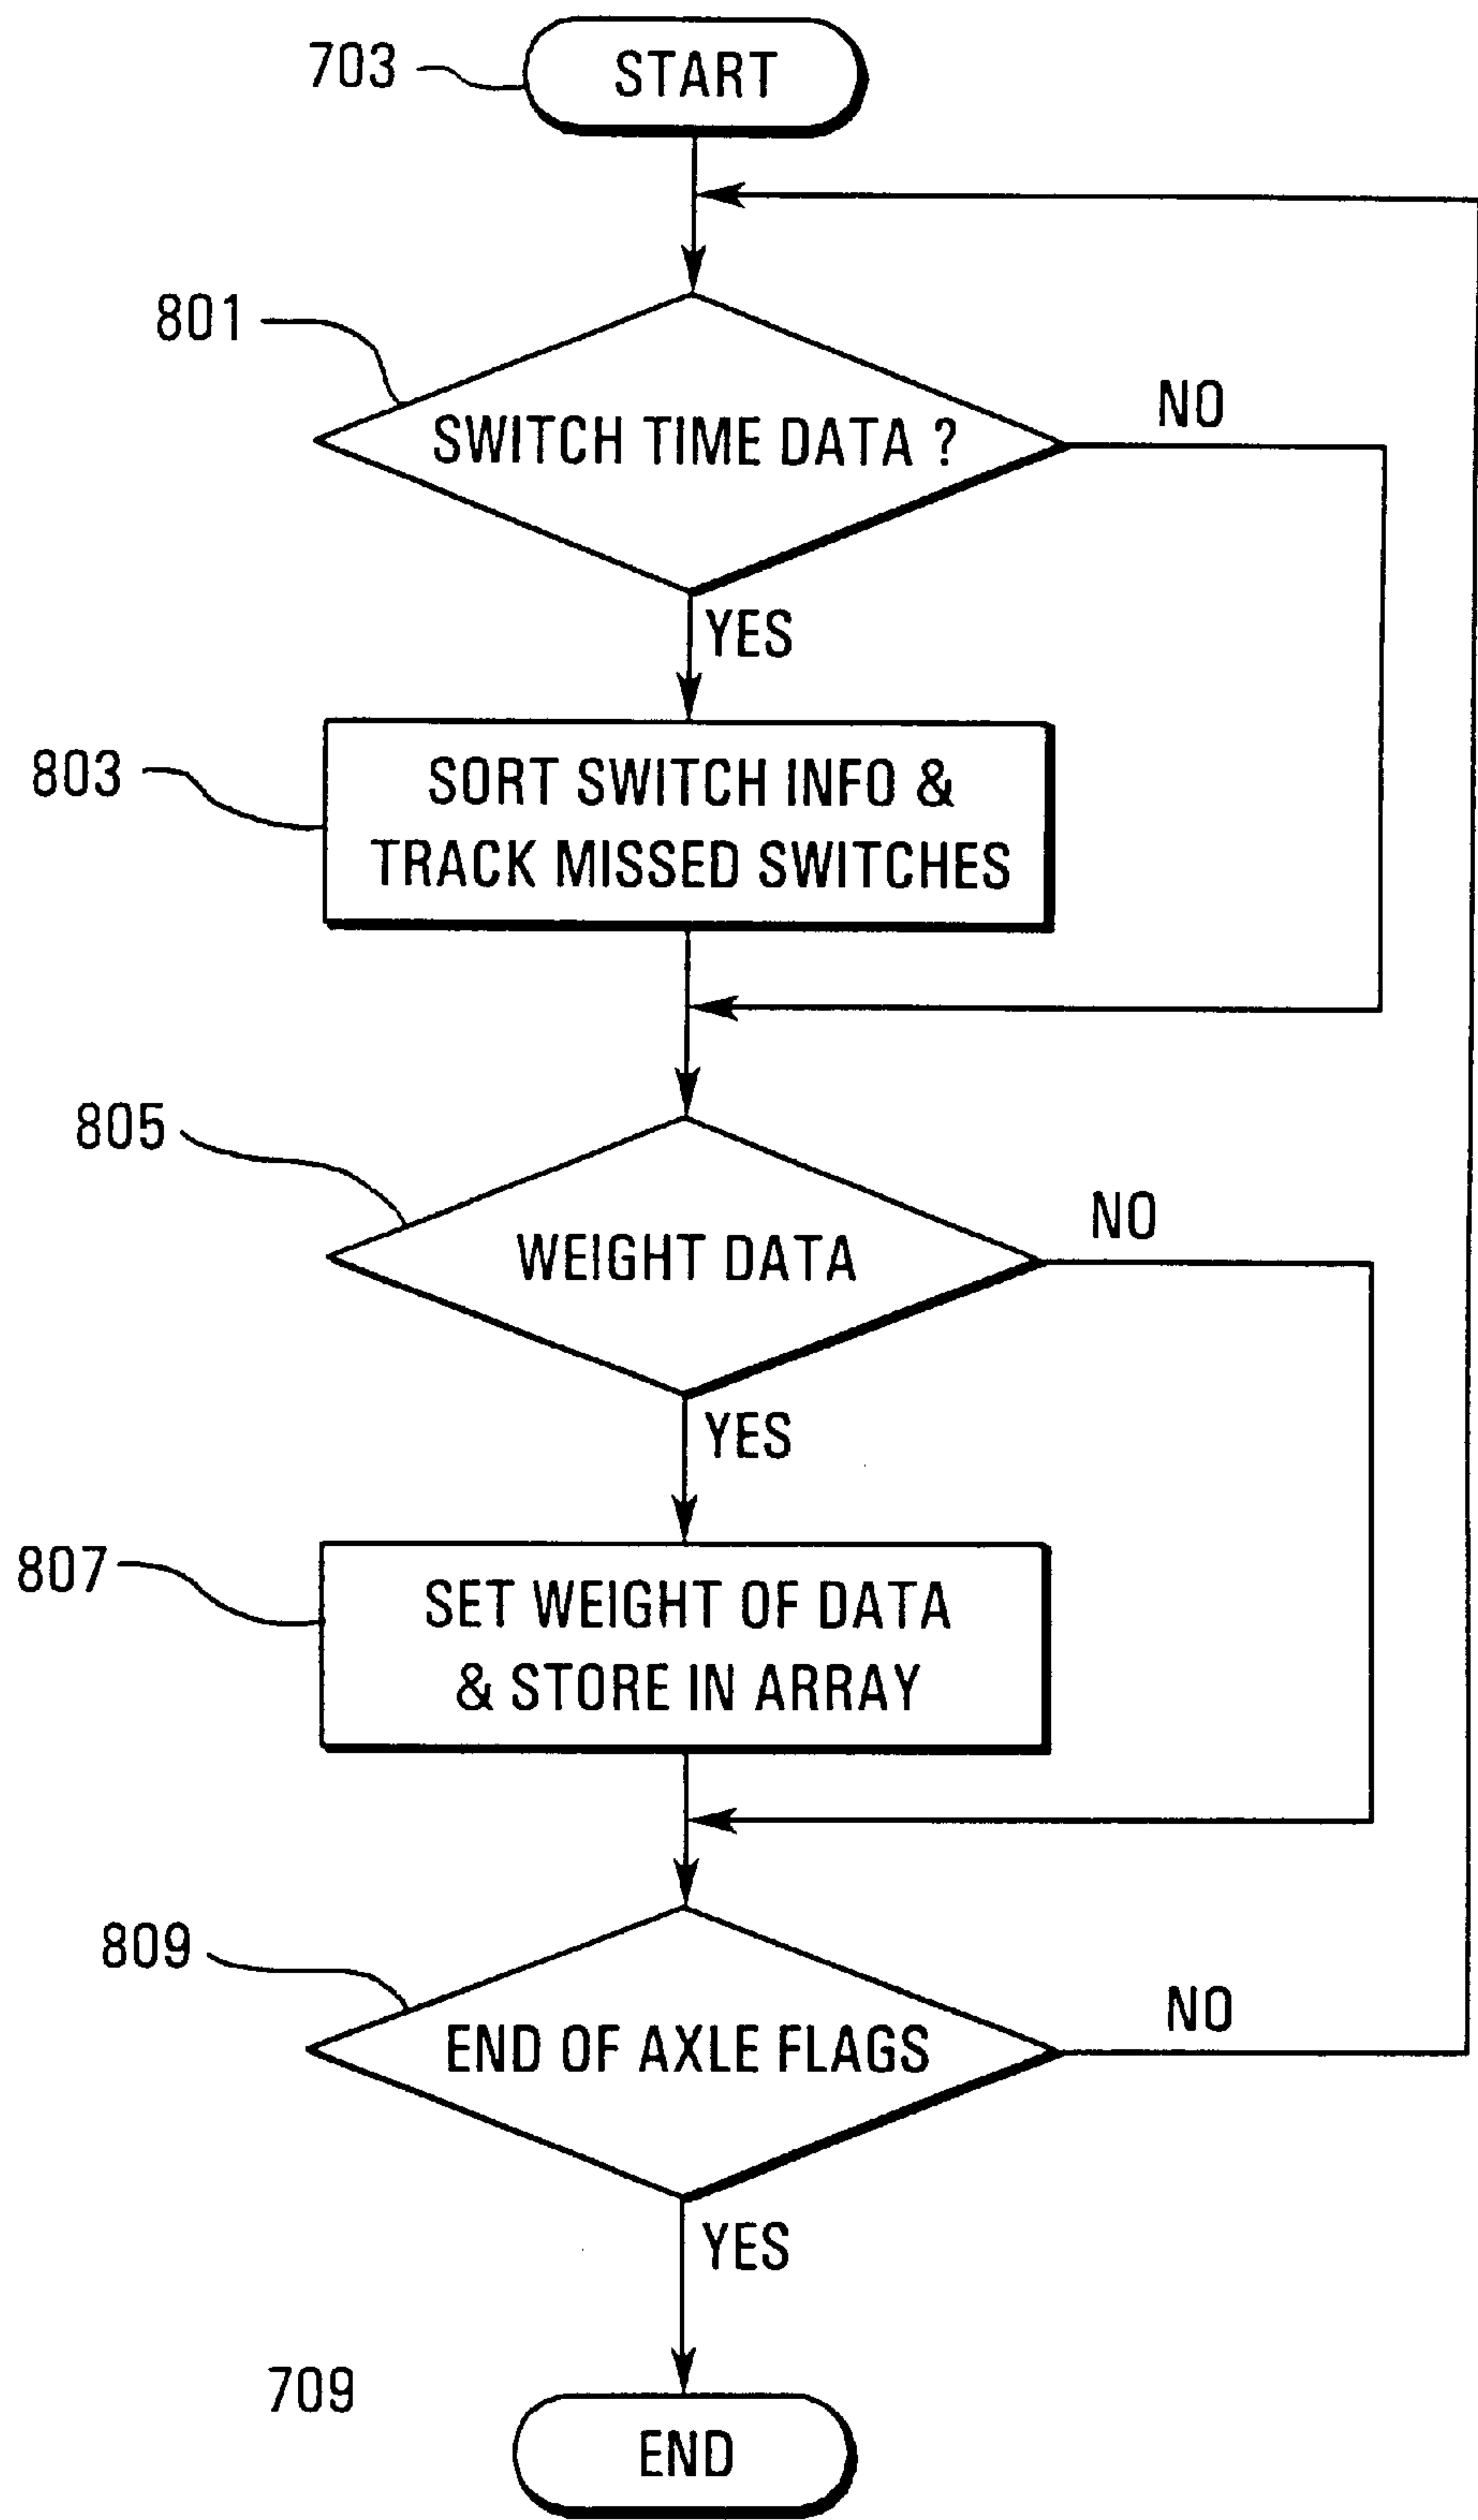 703
START
801
SWITCH TIME DATA ?
NO
YES
803
SORT SWITCH INFO &
TRACK MISSED SWITCHES
805
WEIGHT DATA
NO
YES
807
SET WEIGHT OF DATA
& STORE IN ARRAY
809
END OF AXLE FLAGS
NO
YES
709
END